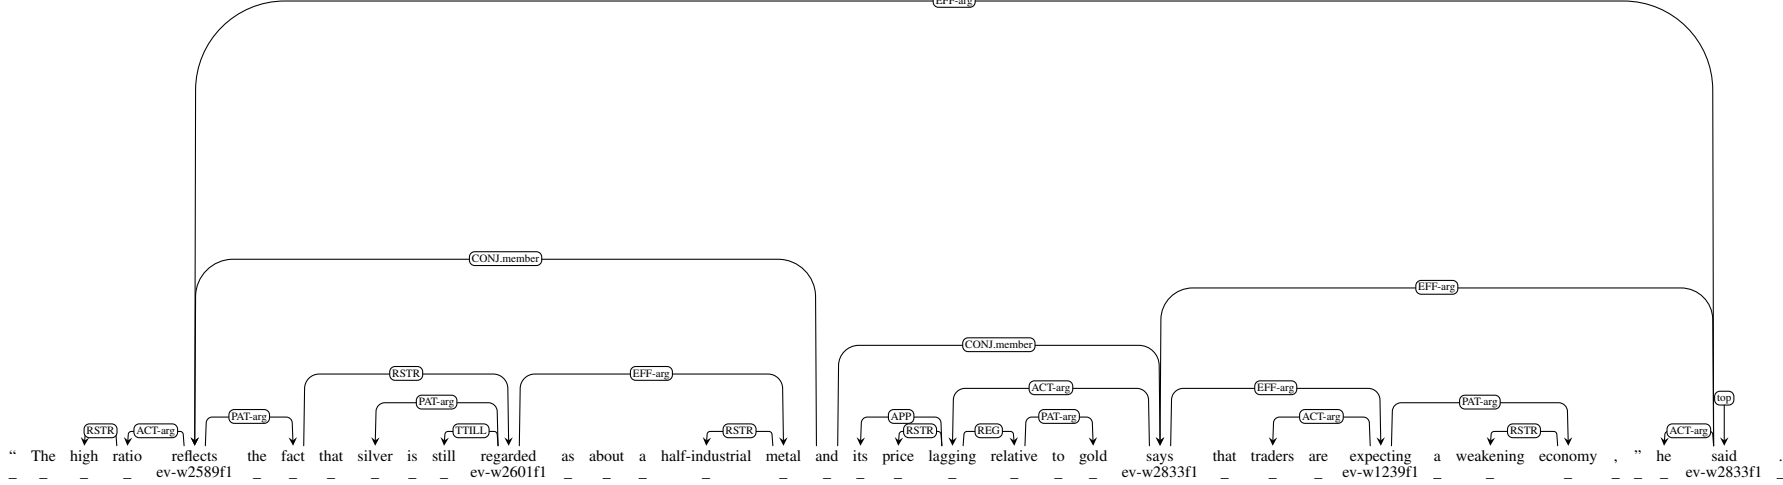 EFF-arg
CONJ.member
EFF-arg
CONJ.member
RSTR EFF-arg
ACT-arg EFF-arg
PAT-arg PAT-arg top
PAT-arg APP PAT-arg ACT-arg
RSTR ACT-arg TTILL RSTR RSTR REG RSTR ACT-arg
“ The high ratio reflects the fact that silver is still regarded as about a half-industrial metal and its price lagging relative to gold says that traders are expecting a weakening economy , ” he said .
_ _ _ _ ev-w2589f1 _ _ _ _ _ _ ev-w2601f1 _ _ _ _ _ _ _ _ _ _ _ _ ev-w2833f1 _ _ _ ev-w1239f1 _ _ _ _ _ _ ev-w2833f1 _